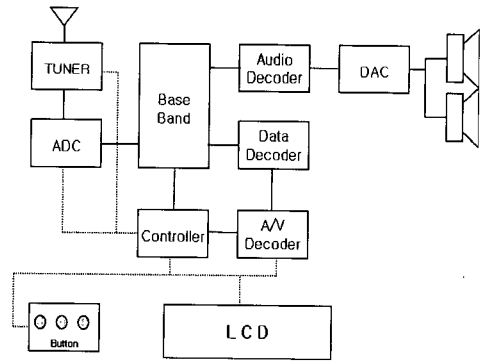 TUNER
ADC
Base
Band
Audio
Decoder
DAC
Data
Decoder
Controller
A/V
Decoder
Button
LCD